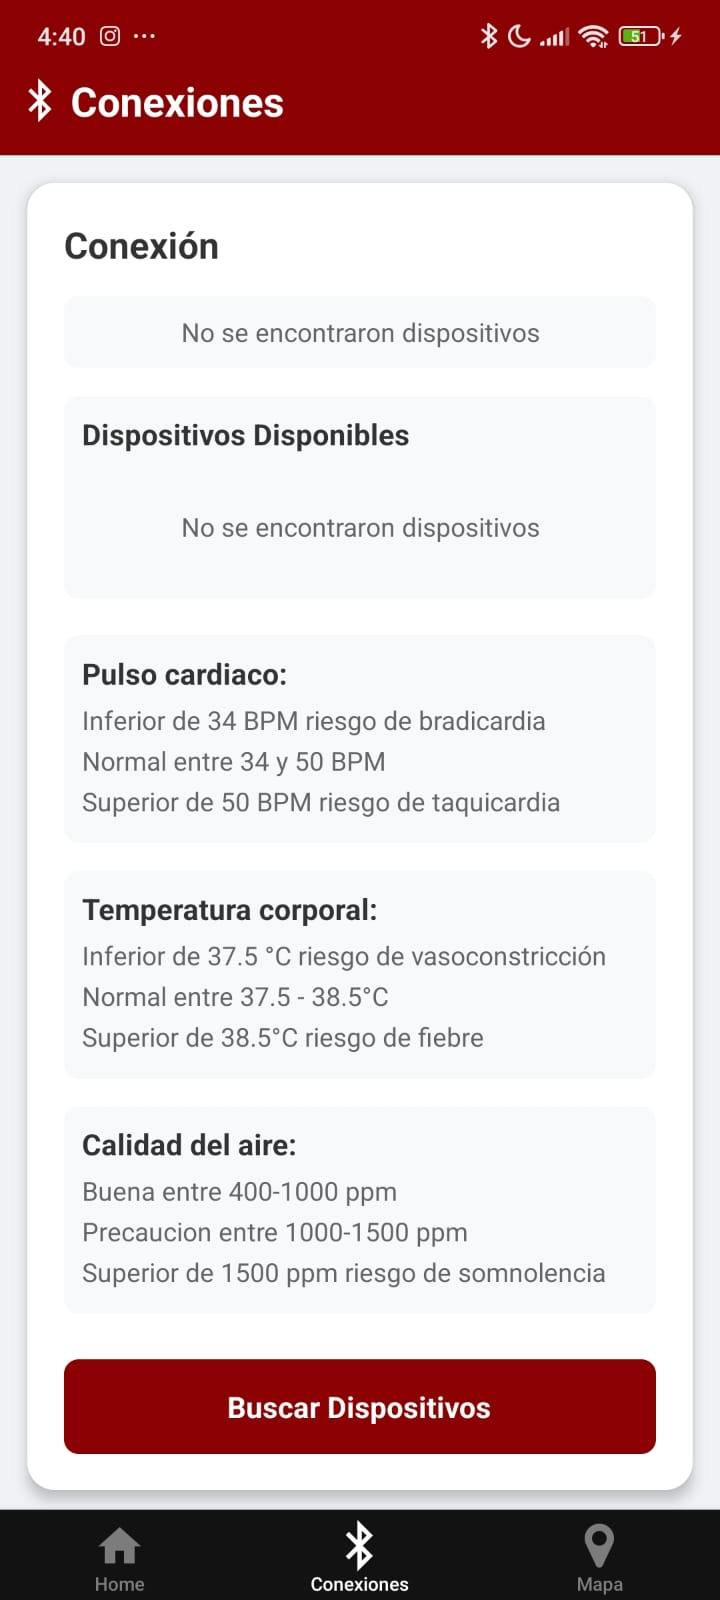 4:40
51
Conexiones
Conexión
No se encontraron dispositivos
Dispositivos Disponibles
No se encontraron dispositivos
Pulso cardiaco:
Inferior de 34 BPM riesgo de bradicardia
Normal entre 34 y 50 BPM
Superior de 50 BPM riesgo de taquicardia
Temperatura corporal:
Inferior de 37.5 °C riesgo de vasoconstricción
Normal entre 37.5 - 38.5°C
Superior de 38.5°C riesgo de fiebre
Calidad del aire:
Buena entre 400-1000 ppm
Precaucion entre 1000-1500 ppm
Superior de 1500 ppm riesgo de somnolencia
Buscar Dispositivos
Home
Conexiones
Mapa